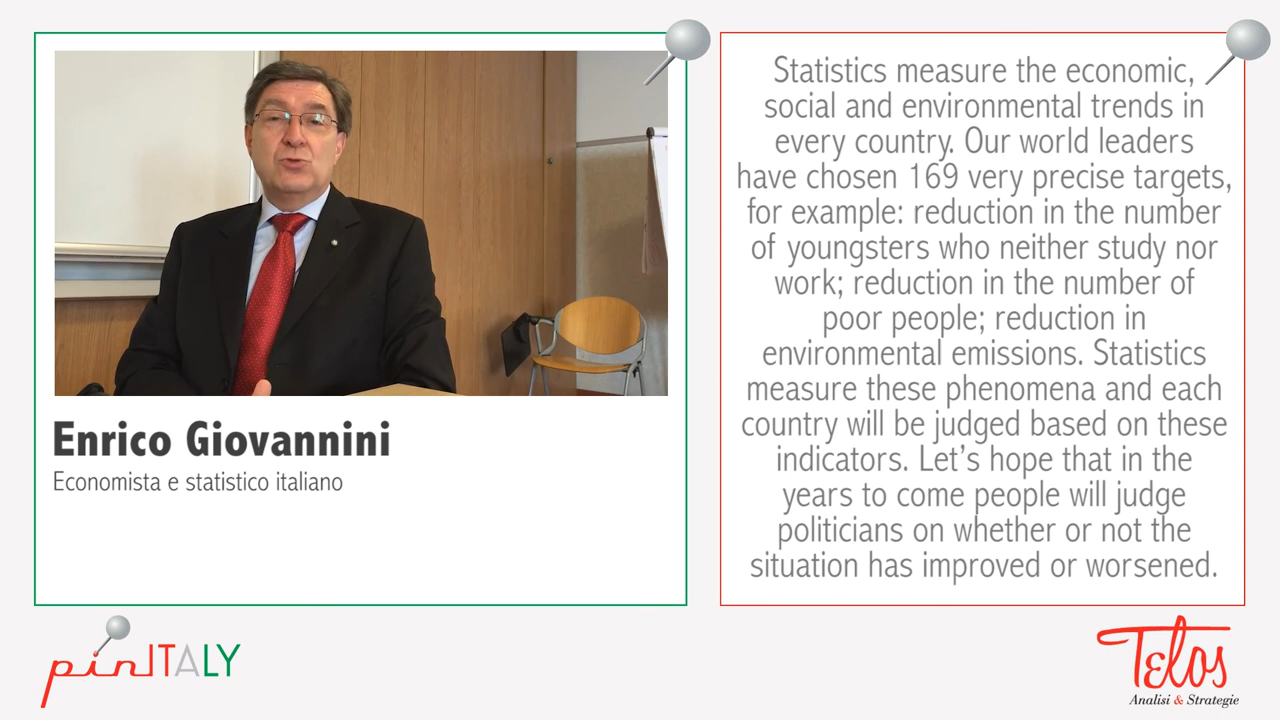 Enrico Giovannini
Economista e statistico italiano
Statistics measure the economic,
social and environmental trends in
every country. Our world leaders
have chosen 169 very precise targets,
for example: reduction in the number
of youngsters who neither study nor
work; reduction in the number of
poor people; reduction in
environmental emissions. Statistics
measure these phenomena and each
country will be judged based on these
indicators. Let’s hope that in the
years to come people will judge
politicians on whether or not the
situation has improved or worsened.
pinITALY
Telos
Analisi & Strategie